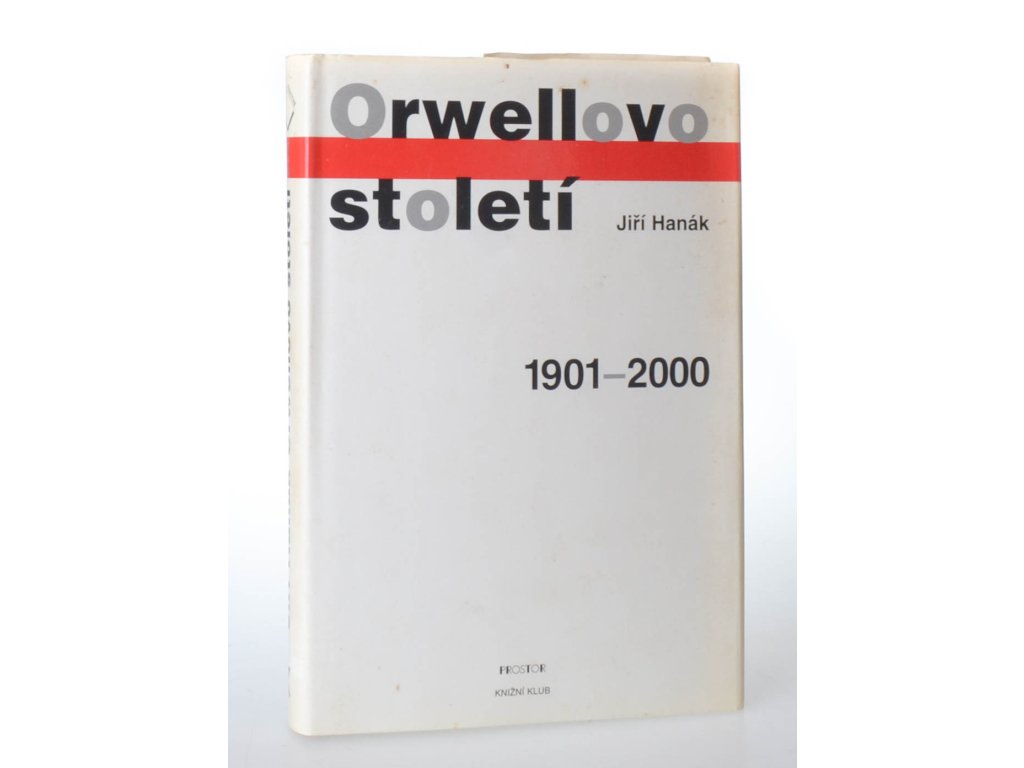 Orwellovo
století
Jiří Hanák
1901–2000
PROSTOR
KNIŽNÍ KLUB